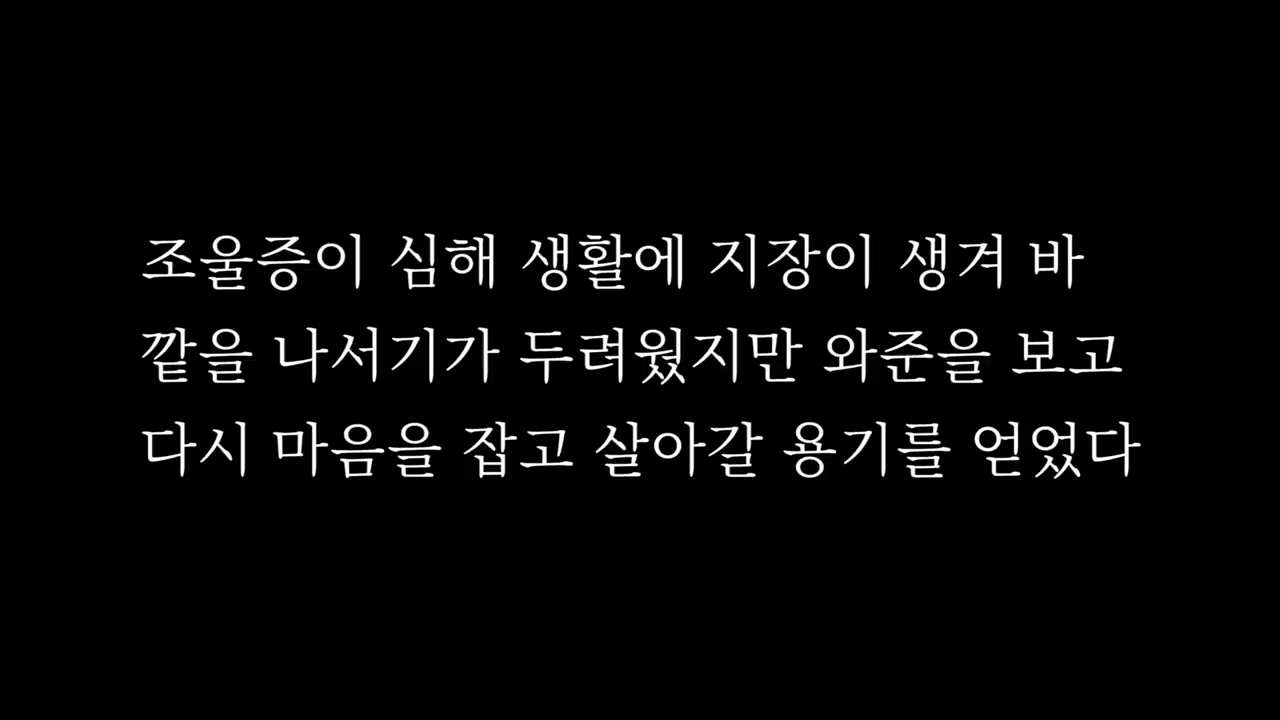 조울증이 심해 생활에 지장이 생겨 바
깥을 나서기가 두려웠지만 와준을 보고
다시 마음을 잡고 살아갈 용기를 얻었다